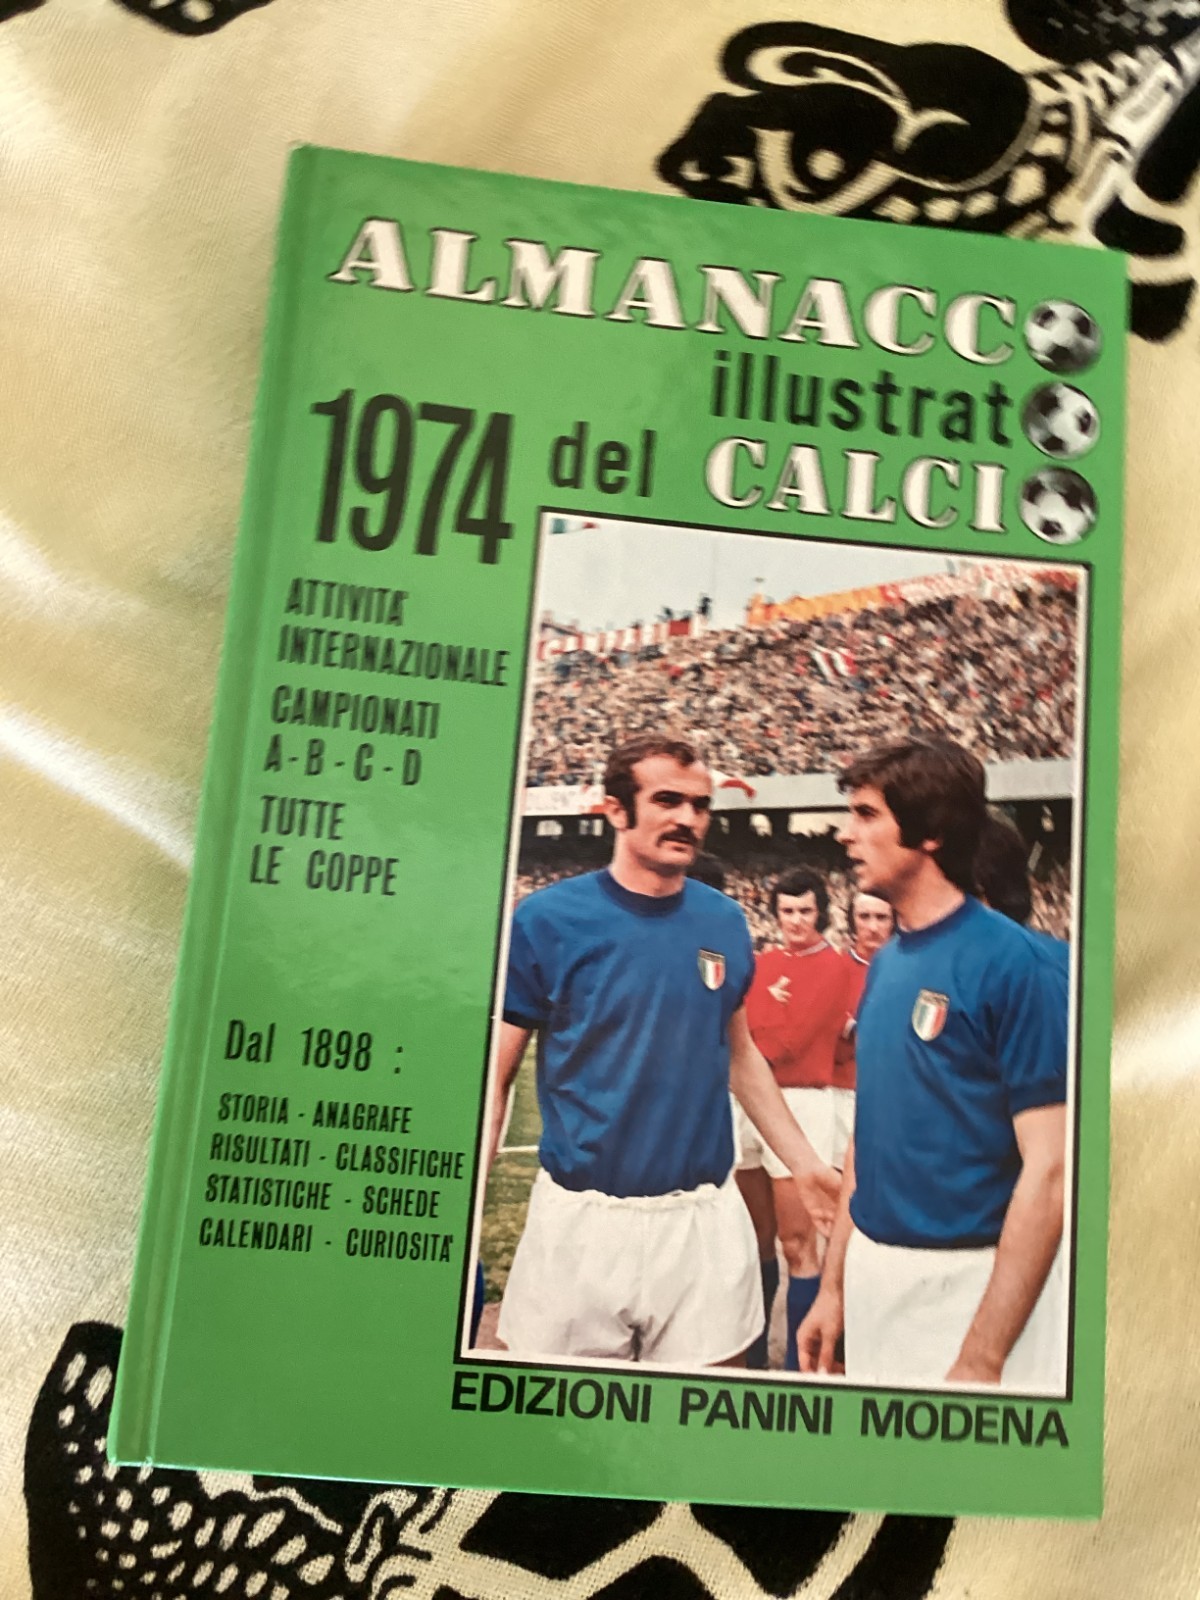 ALMANACCO
illustrato
1974 del CALCIO
ATTIVITA'
INTERNAZIONALE
CAMPIONATI
A - B - C - D
TUTTE
LE COPPE
Dal 1898 :
STORIA - ANAGRAFE
RISULTATI - CLASSIFICHE
STATISTICHE - SCHEDE
CALENDARI - CURIOSITA'
EDIZIONI PANINI MODENA